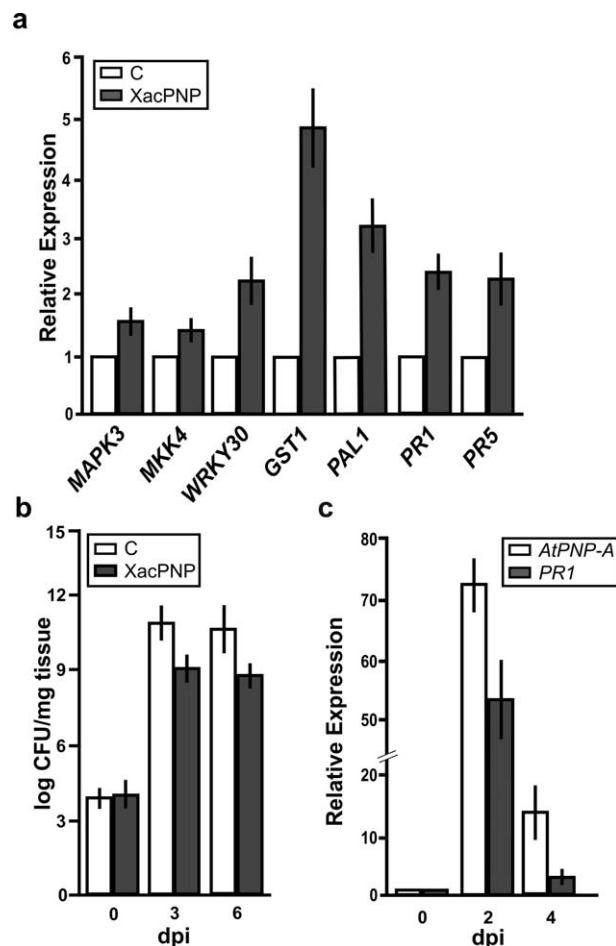 a
6
5
4
3
2
1
0
Relative Expression
C
XacPNP
MAPK3
MKK4
WRKY30
GST1
PAL1
PR1
PR5
b
15
12
9
6
3
0
log CFU/mg tissue
C
XacPNP
0 3 6
dpi
c
80
70
60
50
20
10
0
Relative Expression
AtPNP-A
PR1
0 2 4
dpi